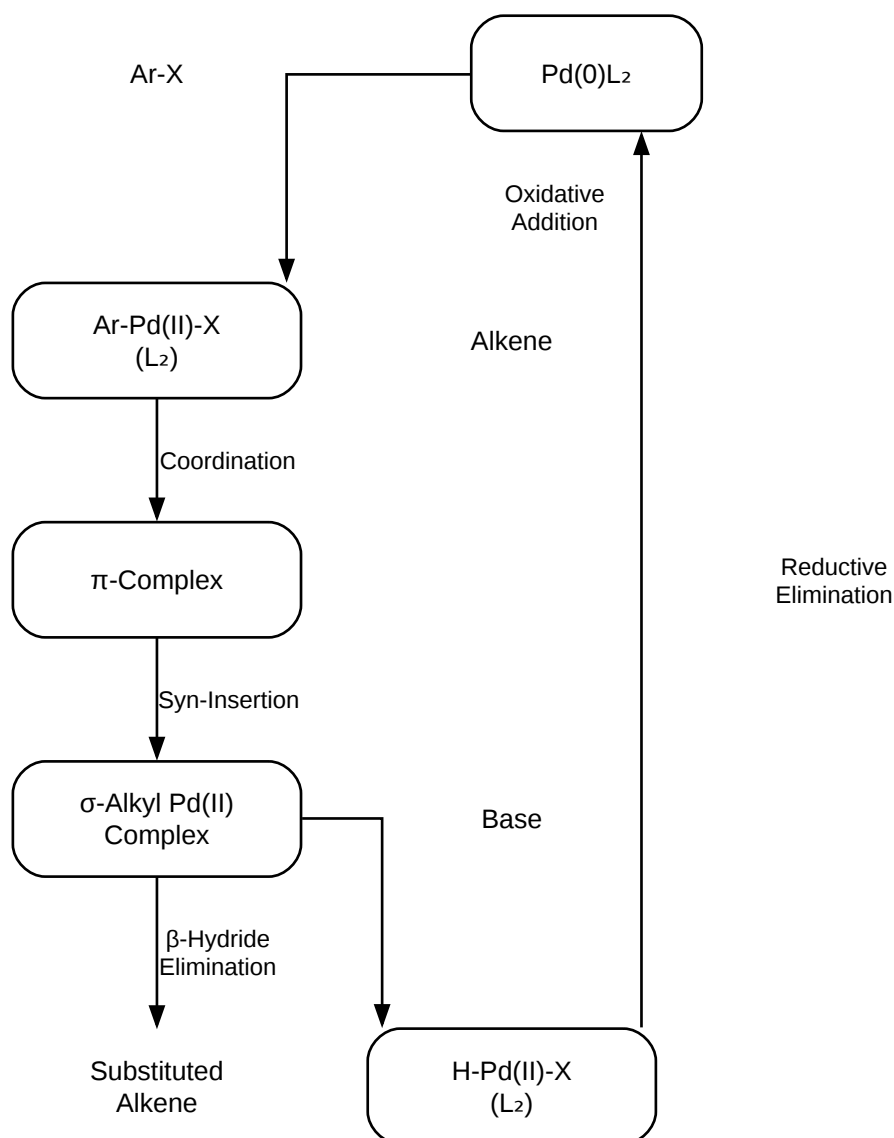 Ar-X
Pd(0)L₂
Oxidative
Addition
Ar-Pd(II)-X
(L₂)
Alkene
Coordination
π-Complex
Reductive
Elimination
Syn-Insertion
σ-Alkyl Pd(II)
Complex
Base
β-Hydride
Elimination
Substituted
Alkene
H-Pd(II)-X
(L₂)